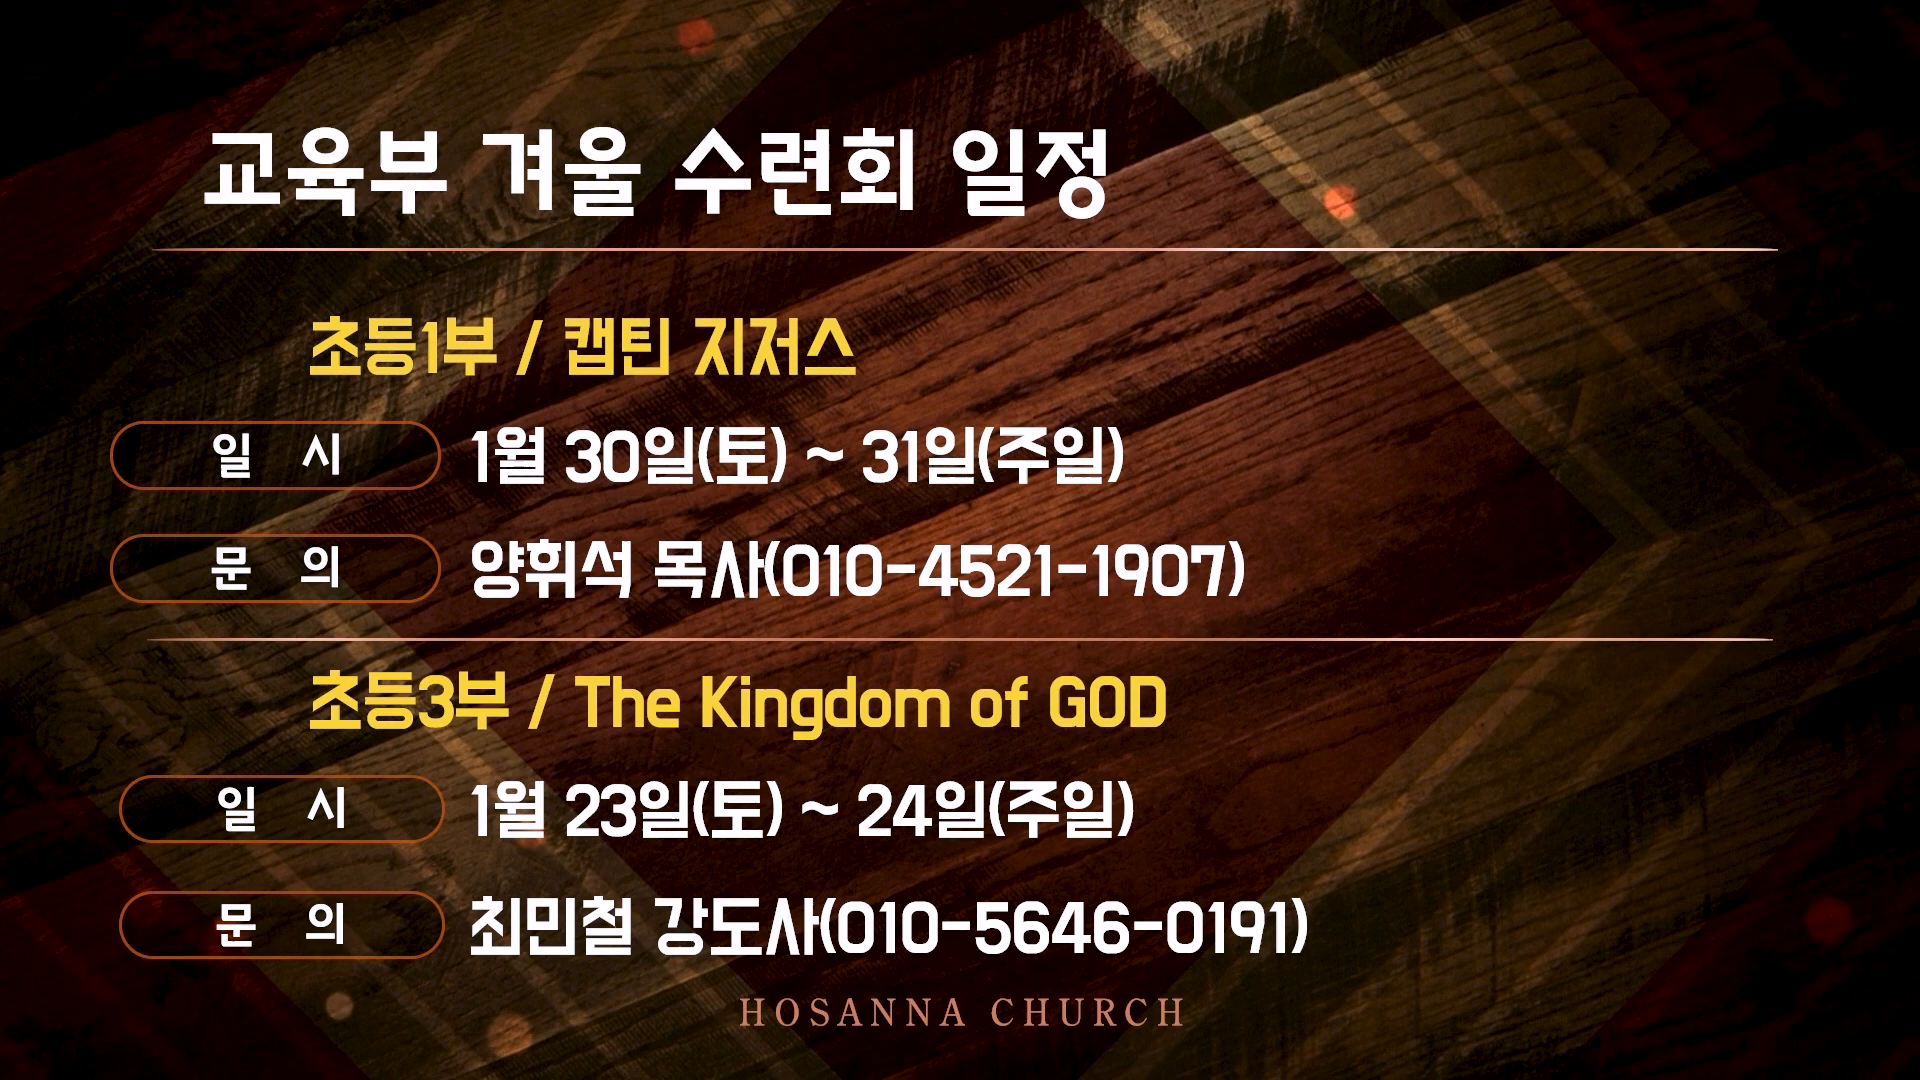 교육부 겨울 수련회 일정
초등1부 / 캡틴 지저스
일 시 1월 30일(토) ~ 31일(주일)
문 의 양휘석 목사(010-4521-1907)
초등3부 / The Kingdom of GOD
일 시 1월 23일(토) ~ 24일(주일)
문 의 최민철 강도사(010-5646-0191)
HOSANNA CHURCH